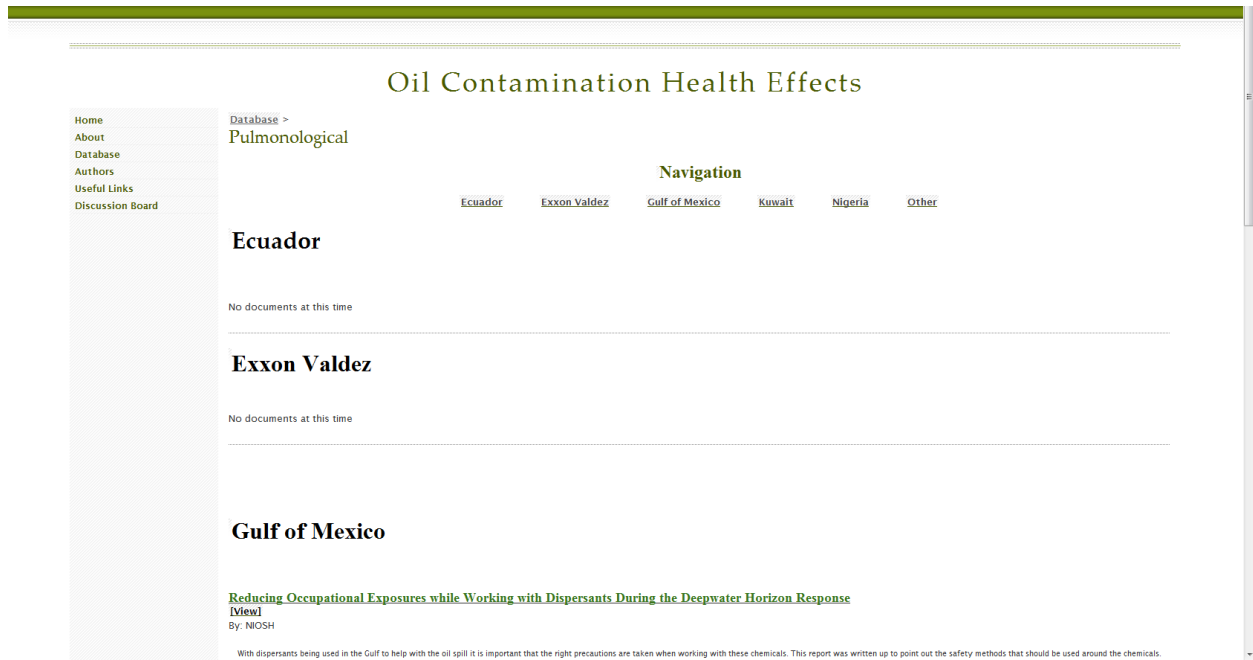 Oil Contamination Health Effects
Home
About
Database
Authors
Useful Links
Discussion Board
Database >
Pulmonological
Navigation
Ecuador Exxon Valdez Gulf of Mexico Kuwait Nigeria Other
Ecuador
No documents at this time
Exxon Valdez
No documents at this time
Gulf of Mexico
Reducing Occupational Exposures while Working with Dispersants During the Deepwater Horizon Response
[View]
By: NIOSH
With dispersants being used in the Gulf to help with the oil spill it is important that the right precautions are taken when working with these chemicals. This report was written up to point out the safety methods that should be used around the chemicals.